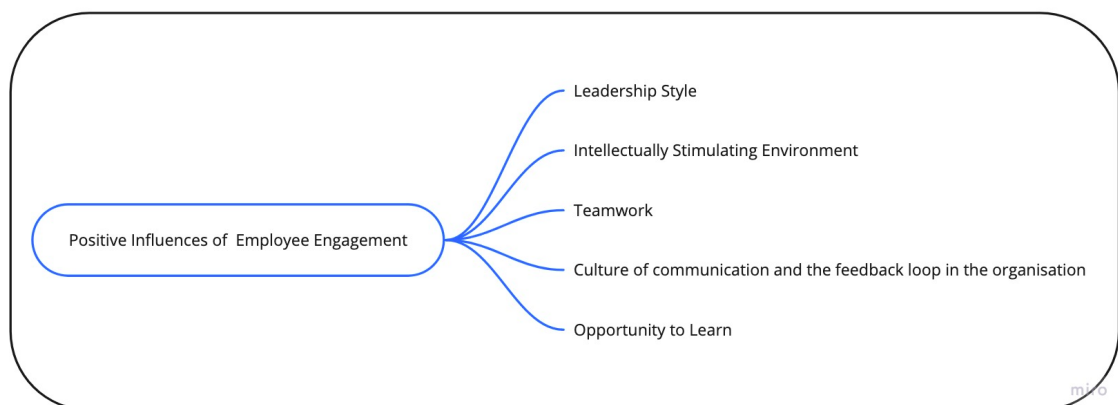 Leadership Style
Intellectually Stimulating Environment
Teamwork
Positive Influences of  Employee Engagement
Culture of communication and the feedback loop in the organisation
Opportunity to Learn
miro